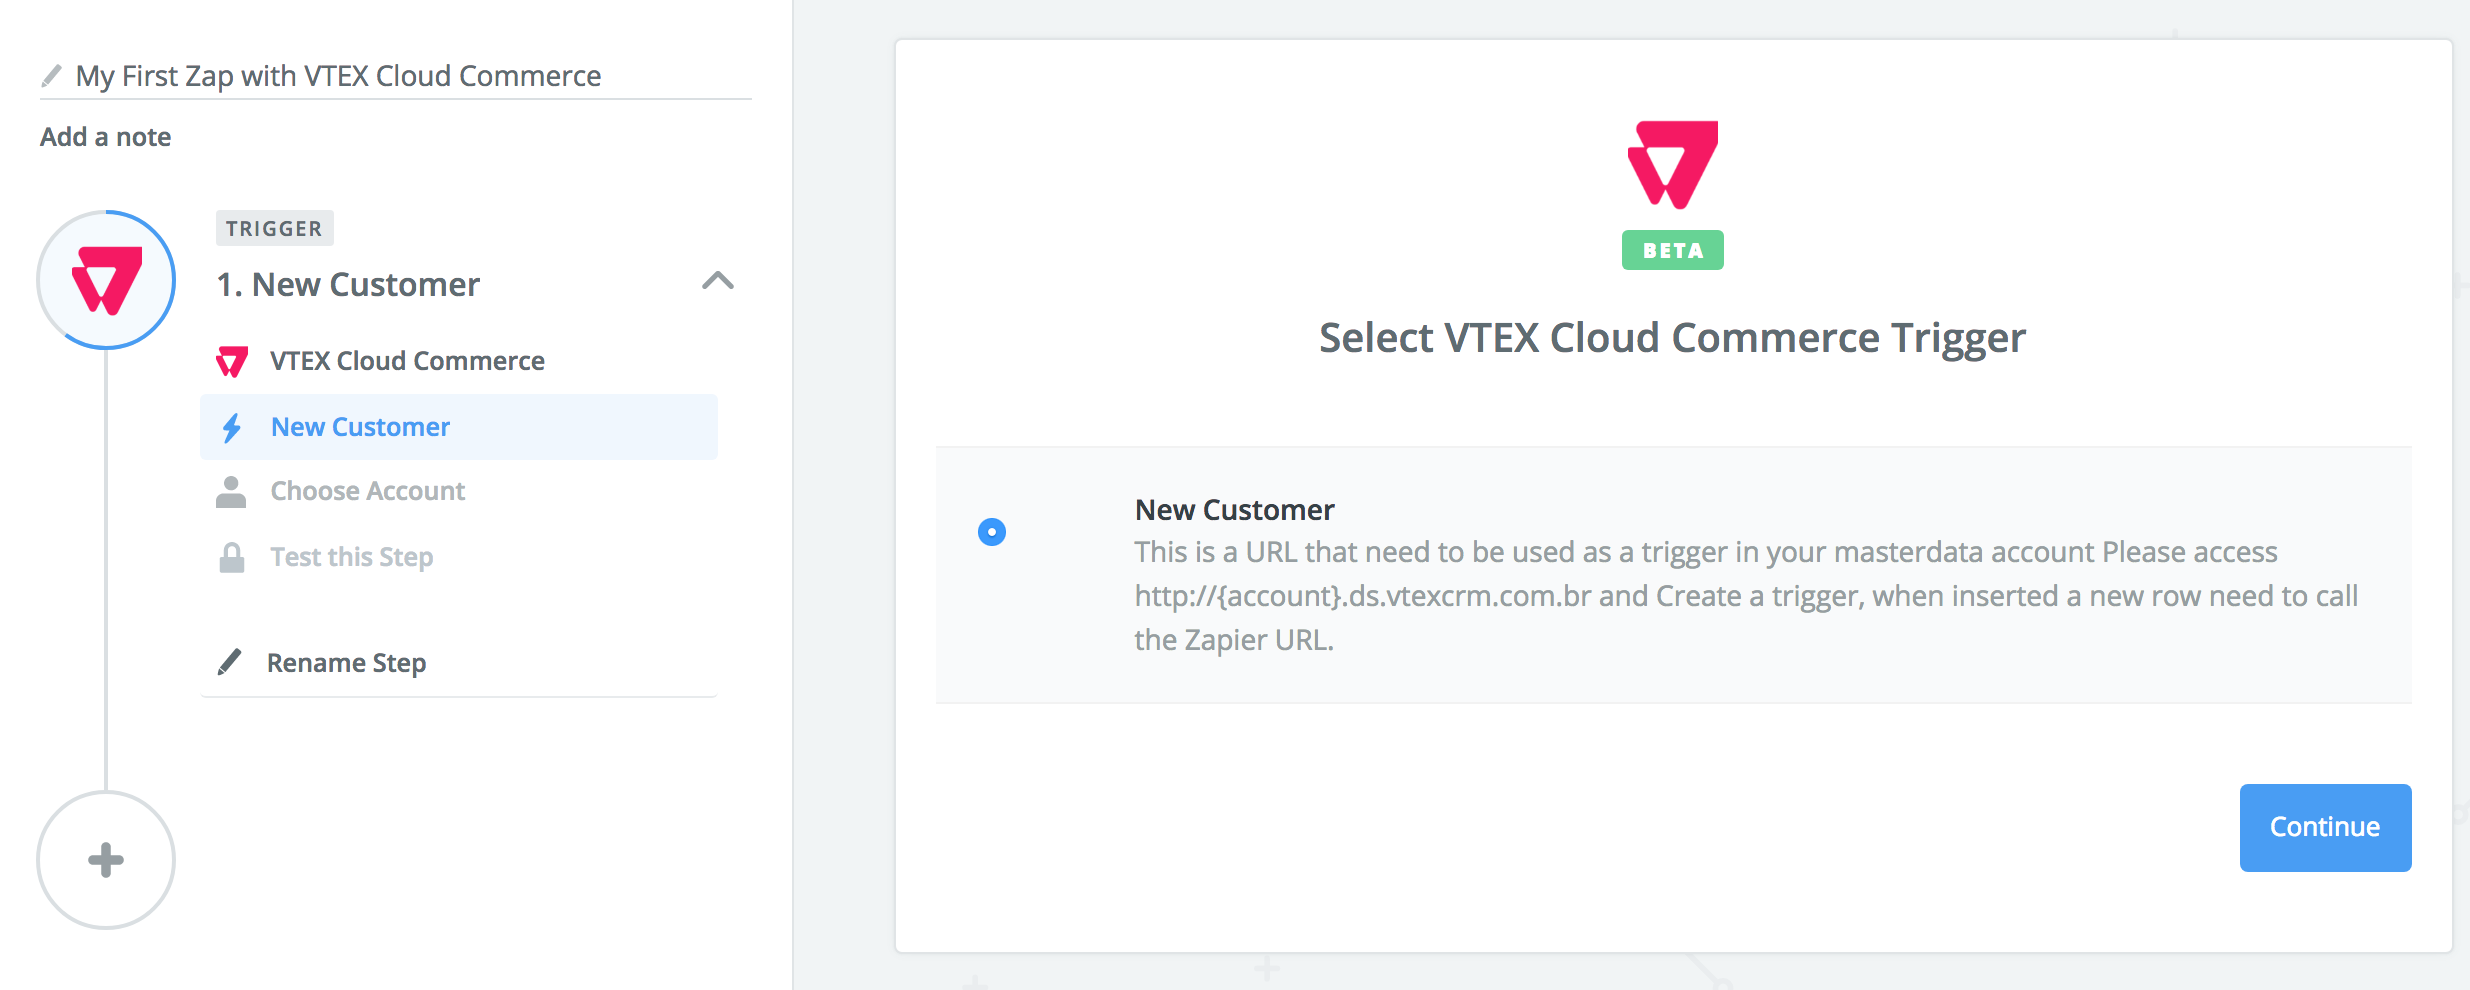 My First Zap with VTEX Cloud Commerce
Add a note
TRIGGER
1. New Customer
VTEX Cloud Commerce
New Customer
Choose Account
Test this Step
Rename Step
BETA
Select VTEX Cloud Commerce Trigger
New Customer
This is a URL that need to be used as a trigger in your masterdata account Please access
http://{account}.ds.vtexcrm.com.br and Create a trigger, when inserted a new row need to call
the Zapier URL.
Continue